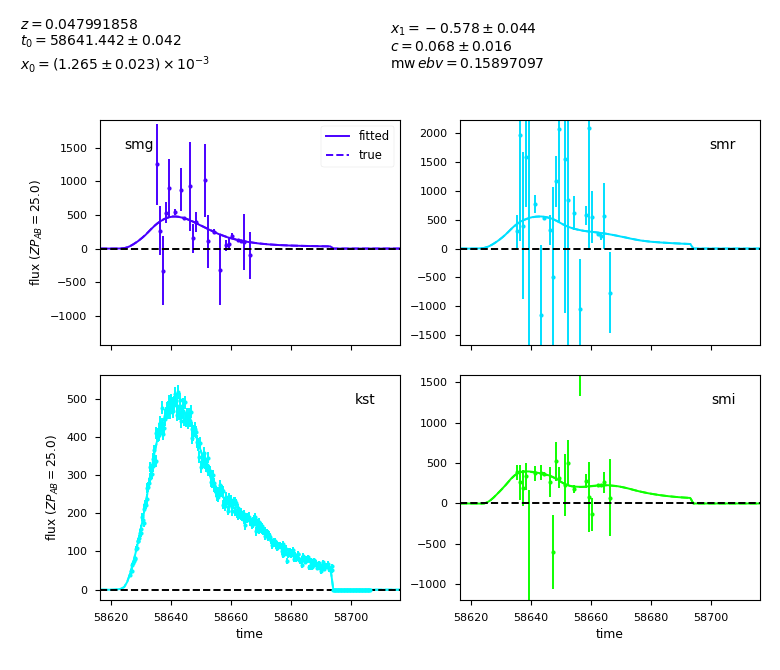 z = 0.047991858
t₀ = 58641.442 ± 0.042
x₀ = (1.265 ± 0.023) × 10⁻³
x₁ = −0.578 ± 0.044
c = 0.068 ± 0.016
mw ebv = 0.15897097
smg
fitted
true
1500
1000
500
0
−500
−1000
flux (ZP_AB = 25.0)
smr
2000
1500
1000
500
0
−500
−1000
−1500
kst
500
400
300
200
100
0
flux (ZP_AB = 25.0)
58620 58640 58660 58680 58700
time
smi
1500
1000
500
0
−500
−1000
58620 58640 58660 58680 58700
time